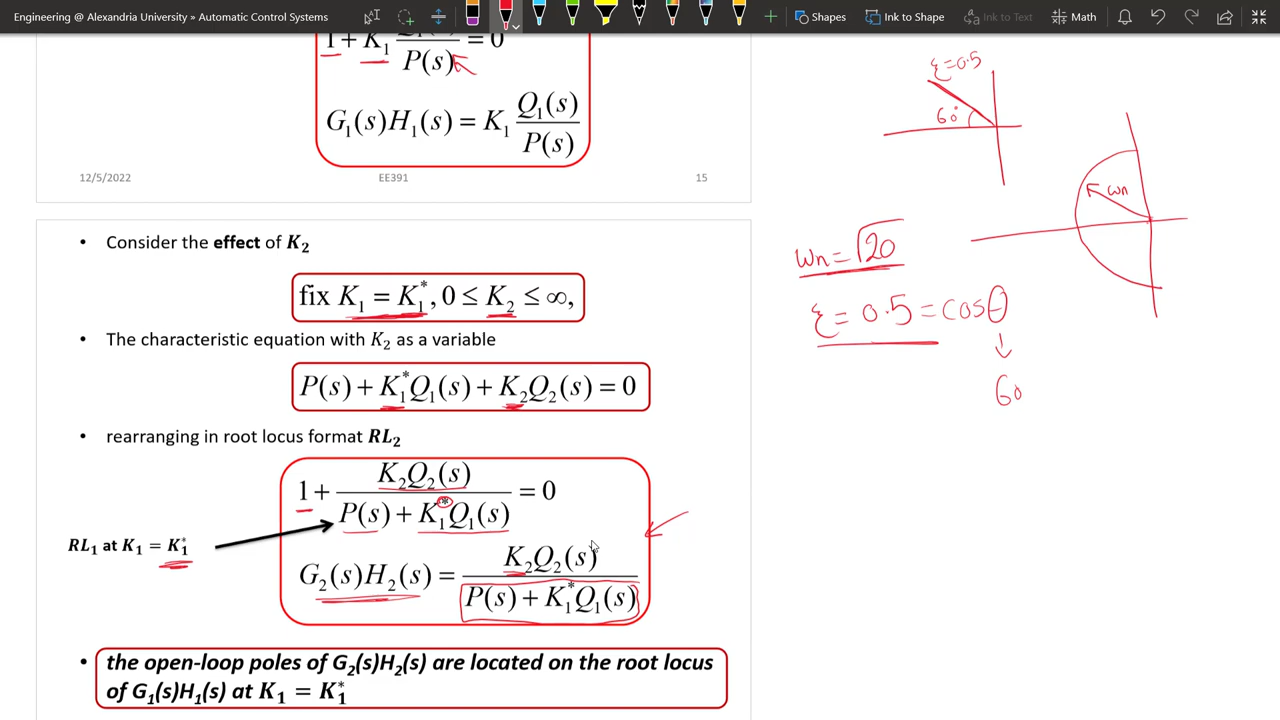 Engineering @ Alexandria University » Automatic Control Systems
Shapes
Ink to Shape
Ink to Text
Math
1 + K₁ Q₁(s)/P(s) = 0
G₁(s)H₁(s) = K₁ Q₁(s)/P(s)
12/5/2022 EE391 15
• Consider the effect of K₂
fix K₁ = K₁*, 0 ≤ K₂ ≤ ∞,
• The characteristic equation with K₂ as a variable
P(s) + K₁*Q₁(s) + K₂Q₂(s) = 0
• rearranging in root locus format RL₂
1 + K₂Q₂(s)/(P(s) + K₁*Q₁(s)) = 0
RL₁ at K₁ = K₁*
G₂(s)H₂(s) = K₂Q₂(s)/(P(s) + K₁*Q₁(s))
• the open-loop poles of G₂(s)H₂(s) are located on the root locus
of G₁(s)H₁(s) at K₁ = K₁*
ξ=0.5
60°
wn
wn = √20
ξ = 0.5 = cosθ
60